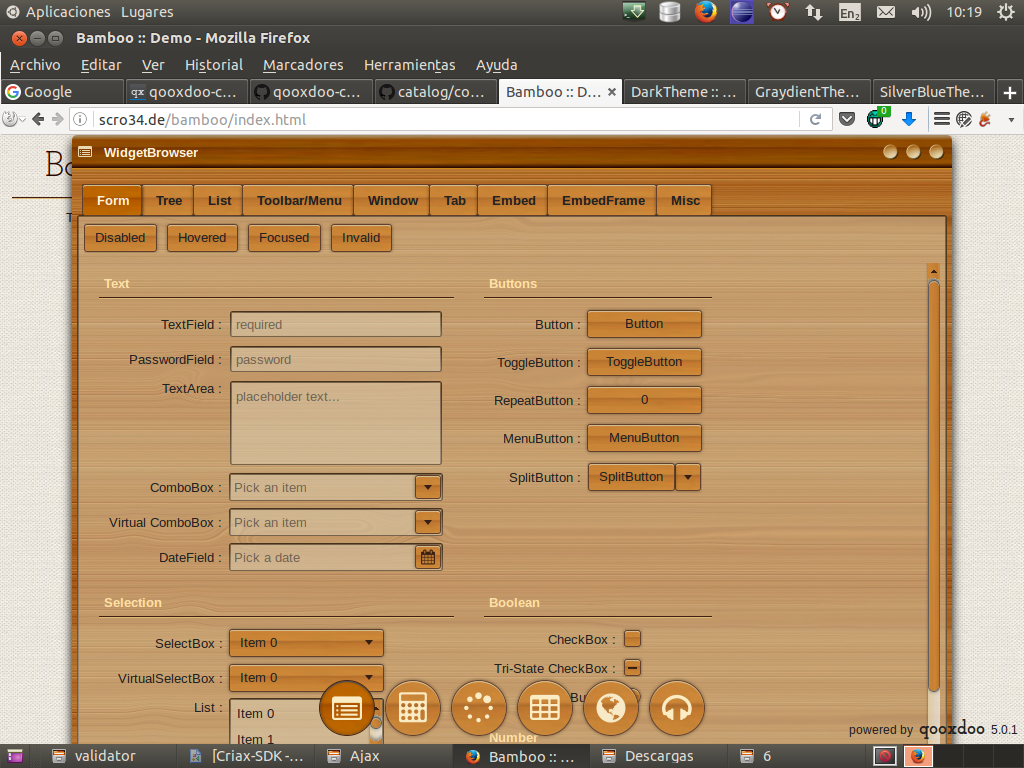 Aplicaciones Lugares En2 10:19
Bamboo :: Demo - Mozilla Firefox
Archivo Editar Ver Historial Marcadores Herramientas Ayuda
Google qx qooxdoo-c... qooxdoo-c... catalog/co... Bamboo :: D... DarkTheme :: ... GraydientThe... SilverBlueThe...
scro34.de/bamboo/index.html 0
WidgetBrowser
Form Tree List Toolbar/Menu Window Tab Embed EmbedFrame Misc
Disabled Hovered Focused Invalid
Text
TextField : required
PasswordField : password
TextArea : placeholder text...
ComboBox : Pick an item
Virtual ComboBox : Pick an item
DateField : Pick a date
Buttons
Button : Button
ToggleButton : ToggleButton
RepeatButton : 0
MenuButton : MenuButton
SplitButton : SplitButton
Selection
SelectBox : Item 0
VirtualSelectBox : Item 0
List : Item 0
Item 1
Boolean
CheckBox :
Tri-State CheckBox :
Number
powered by qooxdoo 5.0.1
validator [Criax-SDK -... Ajax Bamboo :: ... Descargas 6